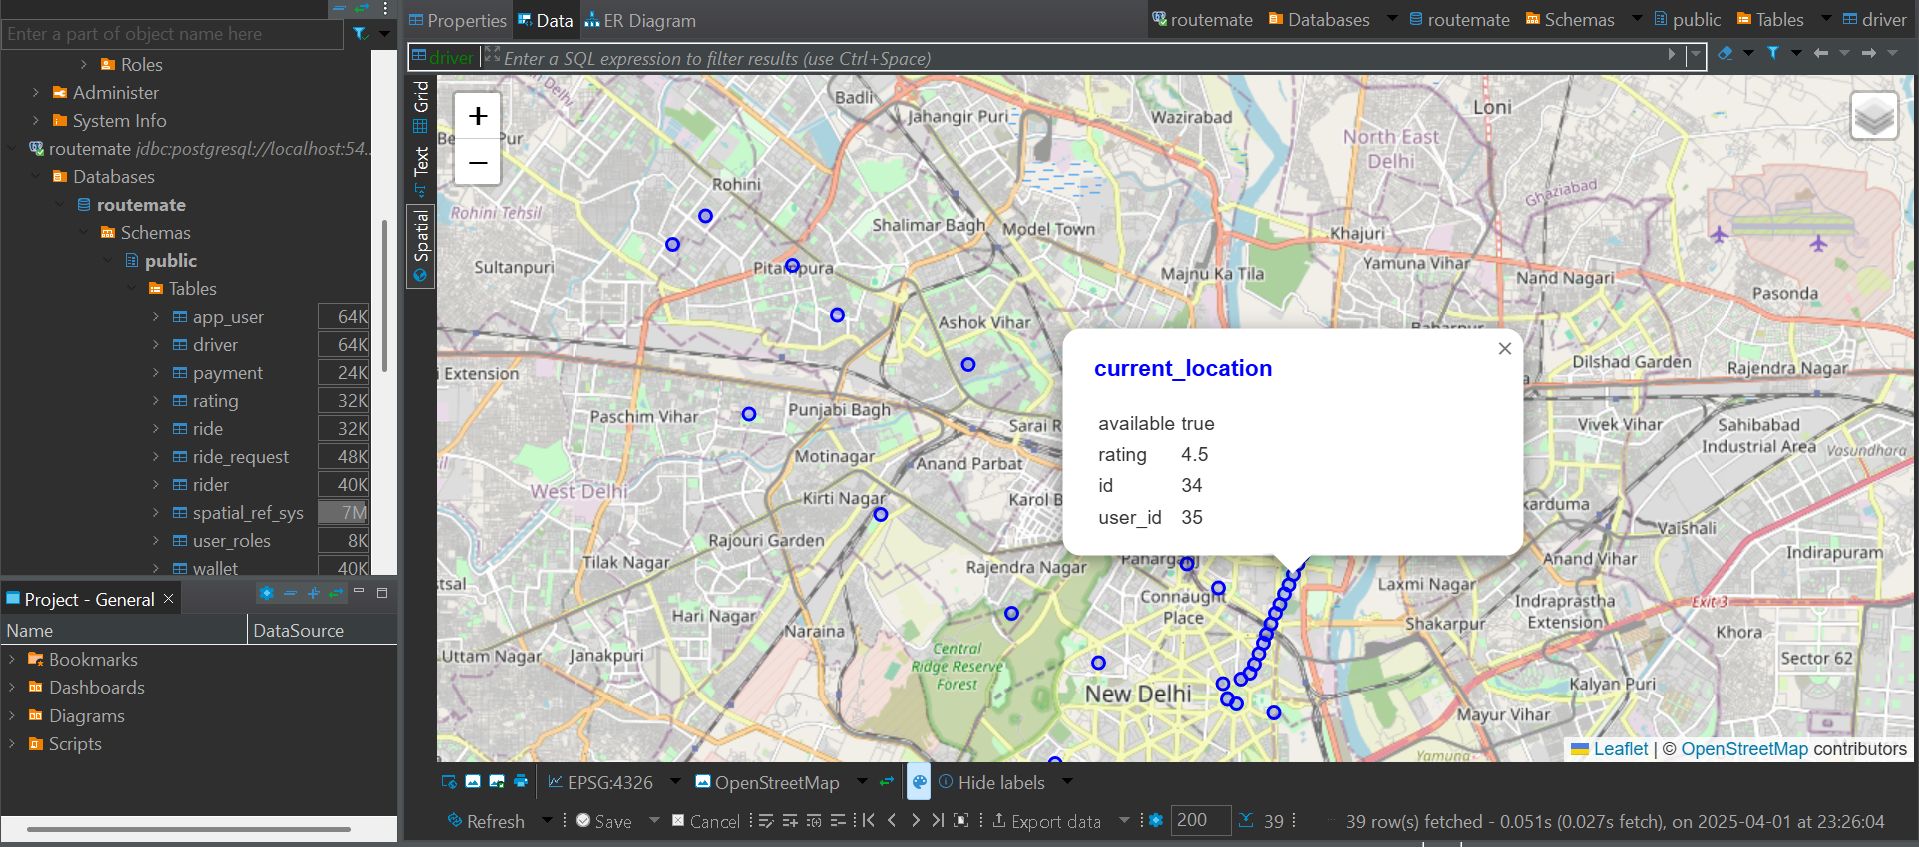 Properties
Data
ER Diagram
routemate
Databases
routemate
Schemas
public
Tables
driver
Enter a part of object name here
driver
Enter a SQL expression to filter results (use Ctrl+Space)
Roles
Administer
System Info
routemate jdbc:postgresql://localhost:54...
Databases
routemate
Schemas
public
Tables
app_user 64K
driver 64K
payment 24K
rating 32K
ride 32K
ride_request 48K
rider 40K
spatial_ref_sys 7M
user_roles 8K
wallet 40K
Project - General
Name DataSource
Bookmarks
Dashboards
Diagrams
Scripts
Grid
Text
Spatial
+
−
Badli
Jahangir Puri
Wazirabad
Loni
North East
Delhi
Ghaziabad
Rohini
Rohini Tehsil
Shalimar Bagh
Model Town
Khajuri
Sultanpuri
Pitampura
Majnu Ka Tila
Yamuna Vihar
Nand Nagari
Pasonda
Ashok Vihar
Babarpur
Dilshad Garden
Rajendra Nagar
Extension
Paschim Vihar
Punjabi Bagh
Sarai R
Vivek Vihar
Sahibabad
Industrial Area
Vasundhara
Motinagar
Anand Parbat
West Delhi
Kirti Nagar
Karol B
karduma
Vaishali
Rajouri Garden
Tilak Nagar
Rajendra Nagar
Anand Vihar
Indirapuram
Connaught
Place
Laxmi Nagar
Indraprastha
Extension
Exit 3
Hari Nagar
Naraina
Shakarpur
Khora
Uttam Nagar
Janakpuri
Central
Ridge Reserve
Forest
Sector 62
New Delhi
Kalyan Puri
Mayur Vihar
Yamuna
current_location
×
available true
rating 4.5
id 34
user_id 35
Leaflet | © OpenStreetMap contributors
EPSG:4326
OpenStreetMap
Hide labels
Refresh
Save
Cancel
Export data
200
39
39 row(s) fetched - 0.051s (0.027s fetch), on 2025-04-01 at 23:26:04